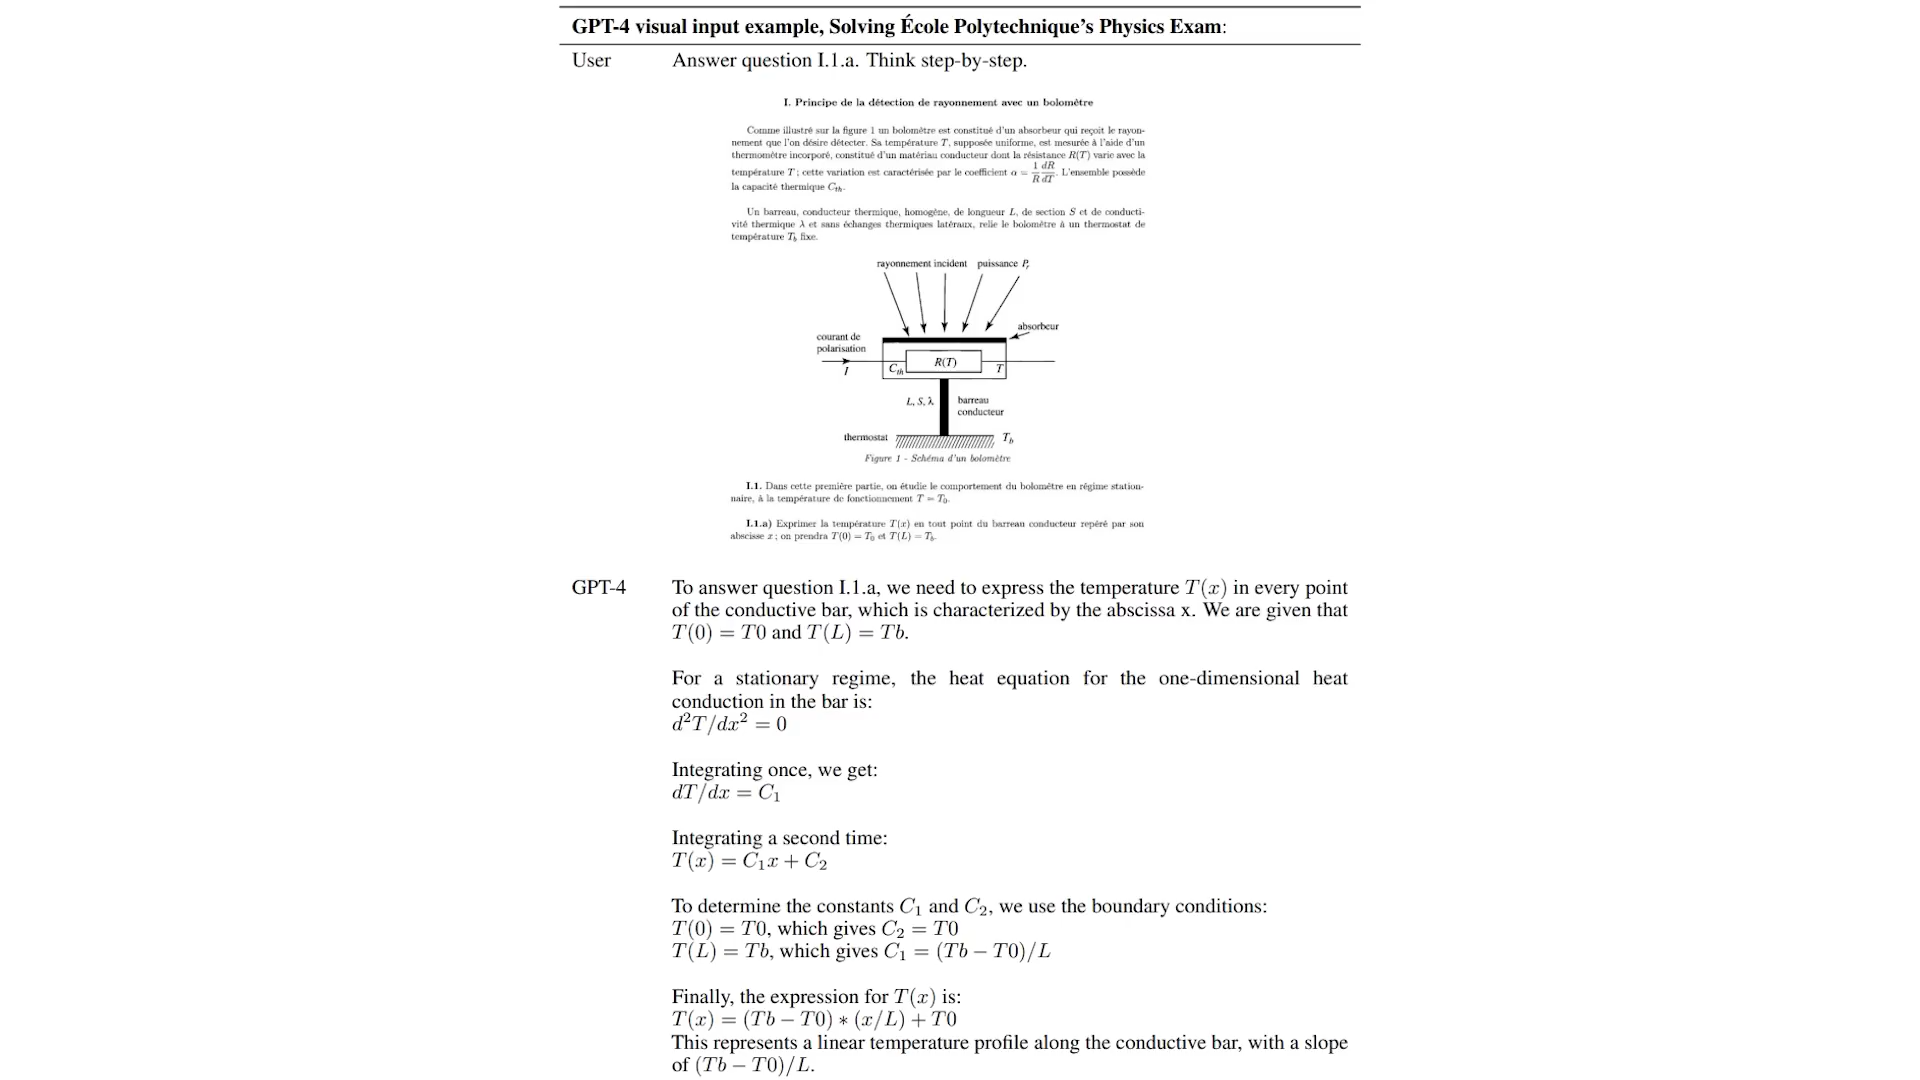 GPT-4 visual input example, Solving École Polytechnique's Physics Exam:
User Answer question I.1.a. Think step-by-step.
I. Principe de la détection de rayonnement avec un bolomètre
Comme illustré sur la figure 1 un bolomètre est constitué d'un absorbeur qui reçoit le rayon-
nement que l'on désire détecter. Sa température T, supposée uniforme, est mesurée à l'aide d'un
thermomètre incorporé, constitué d'un matériau conducteur dont la résistance R(T) varie avec la
température T ; cette variation est caractérisée par le coefficient α = 1/R dR/dT. L'ensemble possède
la capacité thermique Cth.
Un barreau, conducteur thermique, homogène, de longueur L, de section S et de conducti-
vité thermique λ et sans échanges thermiques latéraux, relie le bolomètre à un thermostat de
température Tb fixe.
rayonnement incident puissance Pr
absorbeur
courant de
polarisation
I
Cth
R(T)
T
L, S, λ
barreau
conducteur
thermostat
Tb
Figure 1 - Schéma d'un bolomètre
I.1. Dans cette première partie, on étudie le comportement du bolomètre en régime station-
naire, à la température de fonctionnement T = T0.
I.1.a) Exprimer la température T(x) en tout point du barreau conducteur repéré par son
abscisse x ; on prendra T(0) = T0 et T(L) = Tb.
GPT-4 To answer question I.1.a, we need to express the temperature T(x) in every point
of the conductive bar, which is characterized by the abscissa x. We are given that
T(0) = T0 and T(L) = Tb.
For a stationary regime, the heat equation for the one-dimensional heat
conduction in the bar is:
d²T/dx² = 0
Integrating once, we get:
dT/dx = C₁
Integrating a second time:
T(x) = C₁x + C₂
To determine the constants C₁ and C₂, we use the boundary conditions:
T(0) = T0, which gives C₂ = T0
T(L) = Tb, which gives C₁ = (Tb − T0)/L
Finally, the expression for T(x) is:
T(x) = (Tb − T0) ∗ (x/L) + T0
This represents a linear temperature profile along the conductive bar, with a slope
of (Tb − T0)/L.